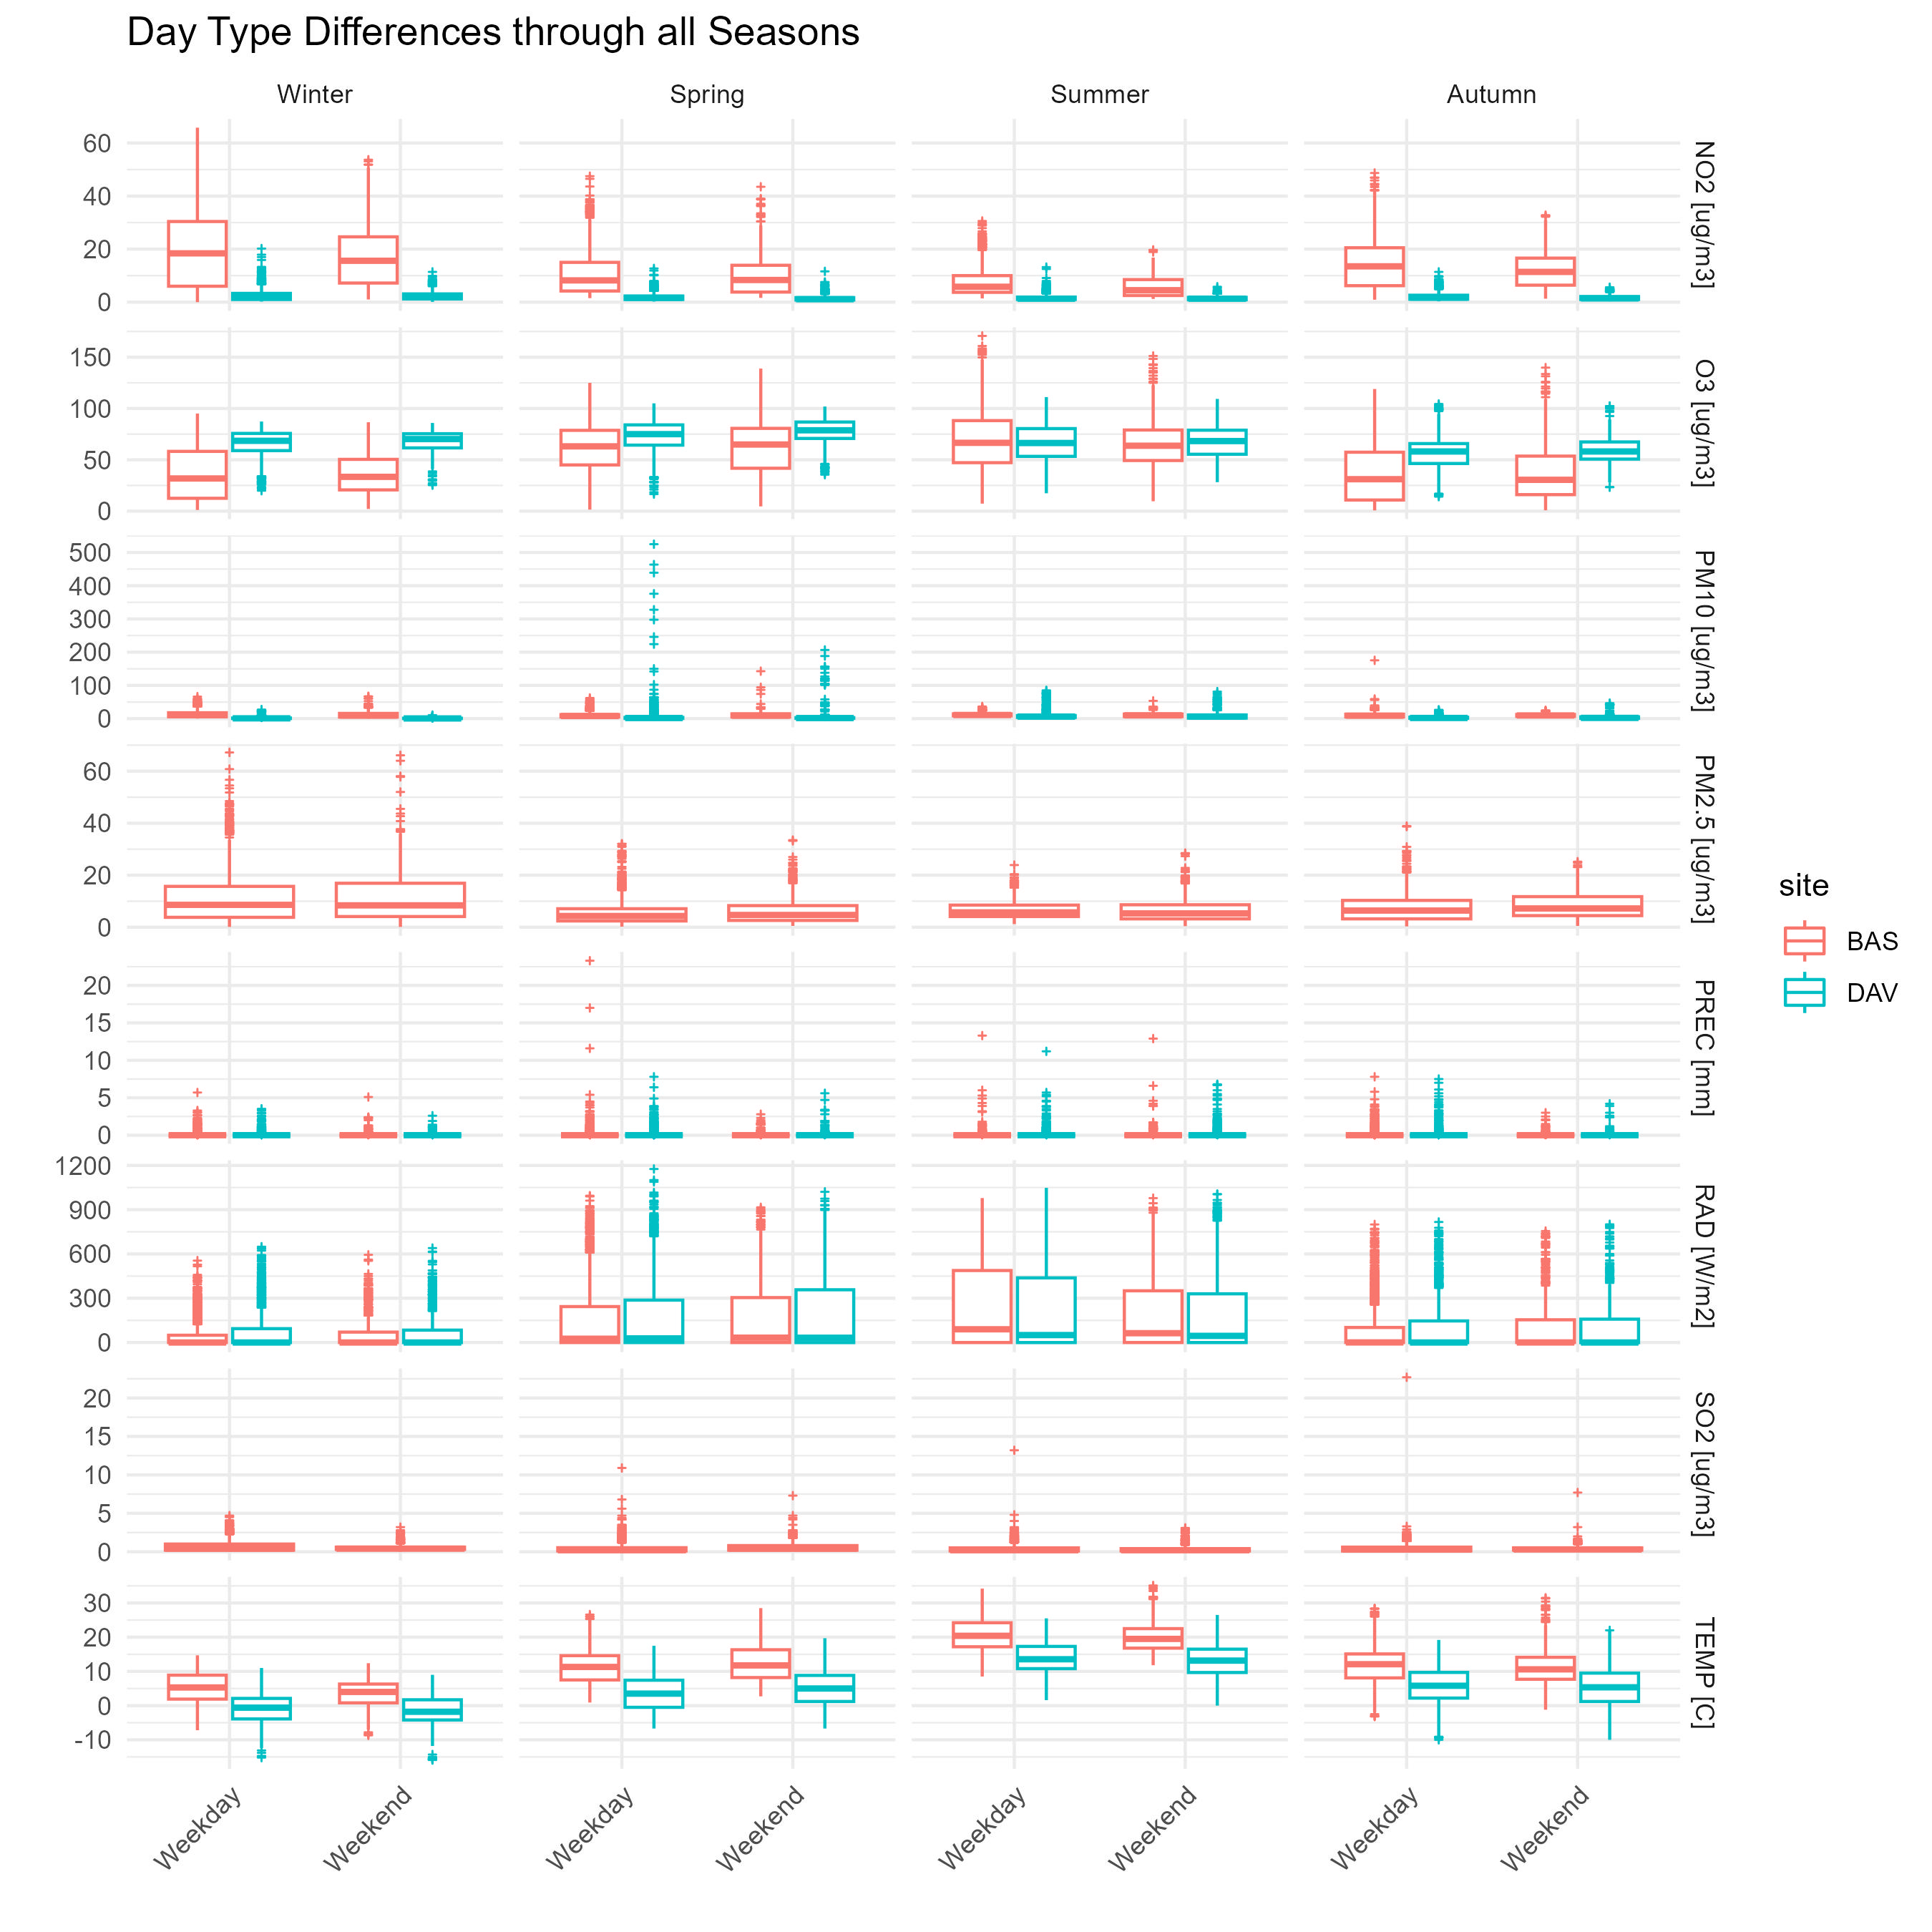 Day Type Differences through all Seasons
Winter Spring Summer Autumn
60
40
20
0
NO2 [ug/m3]
150
100
50
0
O3 [ug/m3]
500
400
300
200
100
0
PM10 [ug/m3]
60
40
20
0
PM2.5 [ug/m3]
20
15
10
5
0
PREC [mm]
1200
900
600
300
0
RAD [W/m2]
20
15
10
5
0
SO2 [ug/m3]
30
20
10
0
-10
TEMP [C]
Weekday Weekend Weekday Weekend Weekday Weekend Weekday Weekend
site
BAS
DAV